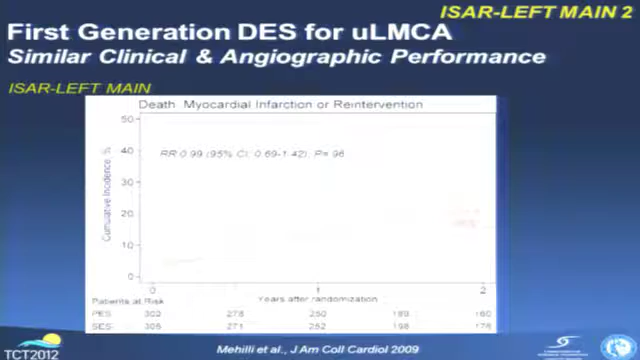 ISAR-LEFT MAIN 2
First Generation DES for uLMCA
Similar Clinical & Angiographic Performance
ISAR-LEFT MAIN
Death Myocardial Infarction or Reintervention
50
RR 0.99 (95% CI: 0.69-1.42), P= 96
40
30
20
10
0
Cumulative Incidence %
0 1 2
Patients at Risk Years after randomization
PES 302 278 250 189 160
SES 305 271 252 198 178
TCT2012
Mehilli et al., J Am Coll Cardiol 2009